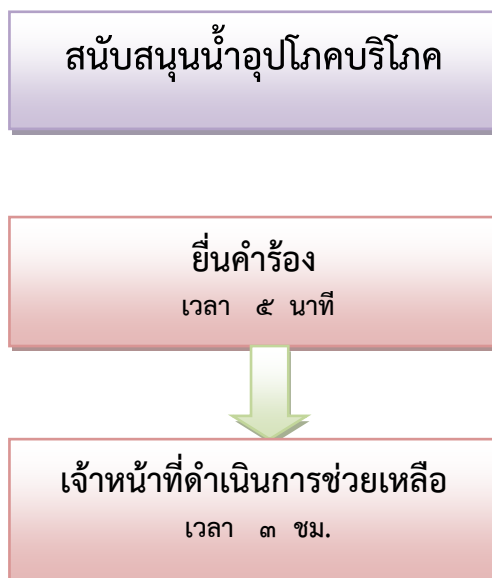 สนับสนุนน้ำอุปโภคบริโภค
ยื่นคำร้อง
เวลา ๕ นาที
เจ้าหน้าที่ดำเนินการช่วยเหลือ
เวลา ๓ ชม.